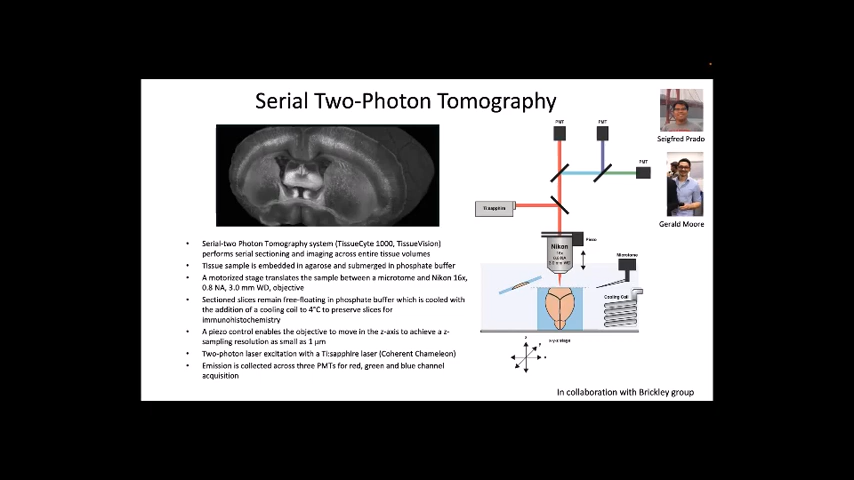 Serial Two-Photon Tomography
Seigfred Prado
Gerald Moore
• Serial-two Photon Tomography system (TissueCyte 1000, TissueVision)
performs serial sectioning and imaging across entire tissue volumes
• Tissue sample is embedded in agarose and submerged in phosphate buffer
• A motorized stage translates the sample between a microtome and Nikon 16x,
0.8 NA, 3.0 mm WD, objective
• Sectioned slices remain free-floating in phosphate buffer which is cooled with
the addition of a cooling coil to 4°C to preserve slices for
immunohistochemistry
• A piezo control enables the objective to move in the z-axis to achieve a z-
sampling resolution as small as 1 μm
• Two-photon laser excitation with a Ti:sapphire laser (Coherent Chameleon)
• Emission is collected across three PMTs for red, green and blue channel
acquisition
PMT
PMT
PMT
Ti:sapphire
Piezo
Nikon
16x
Microtome
Cooling Coil
x-y-z stage
In collaboration with Brickley group